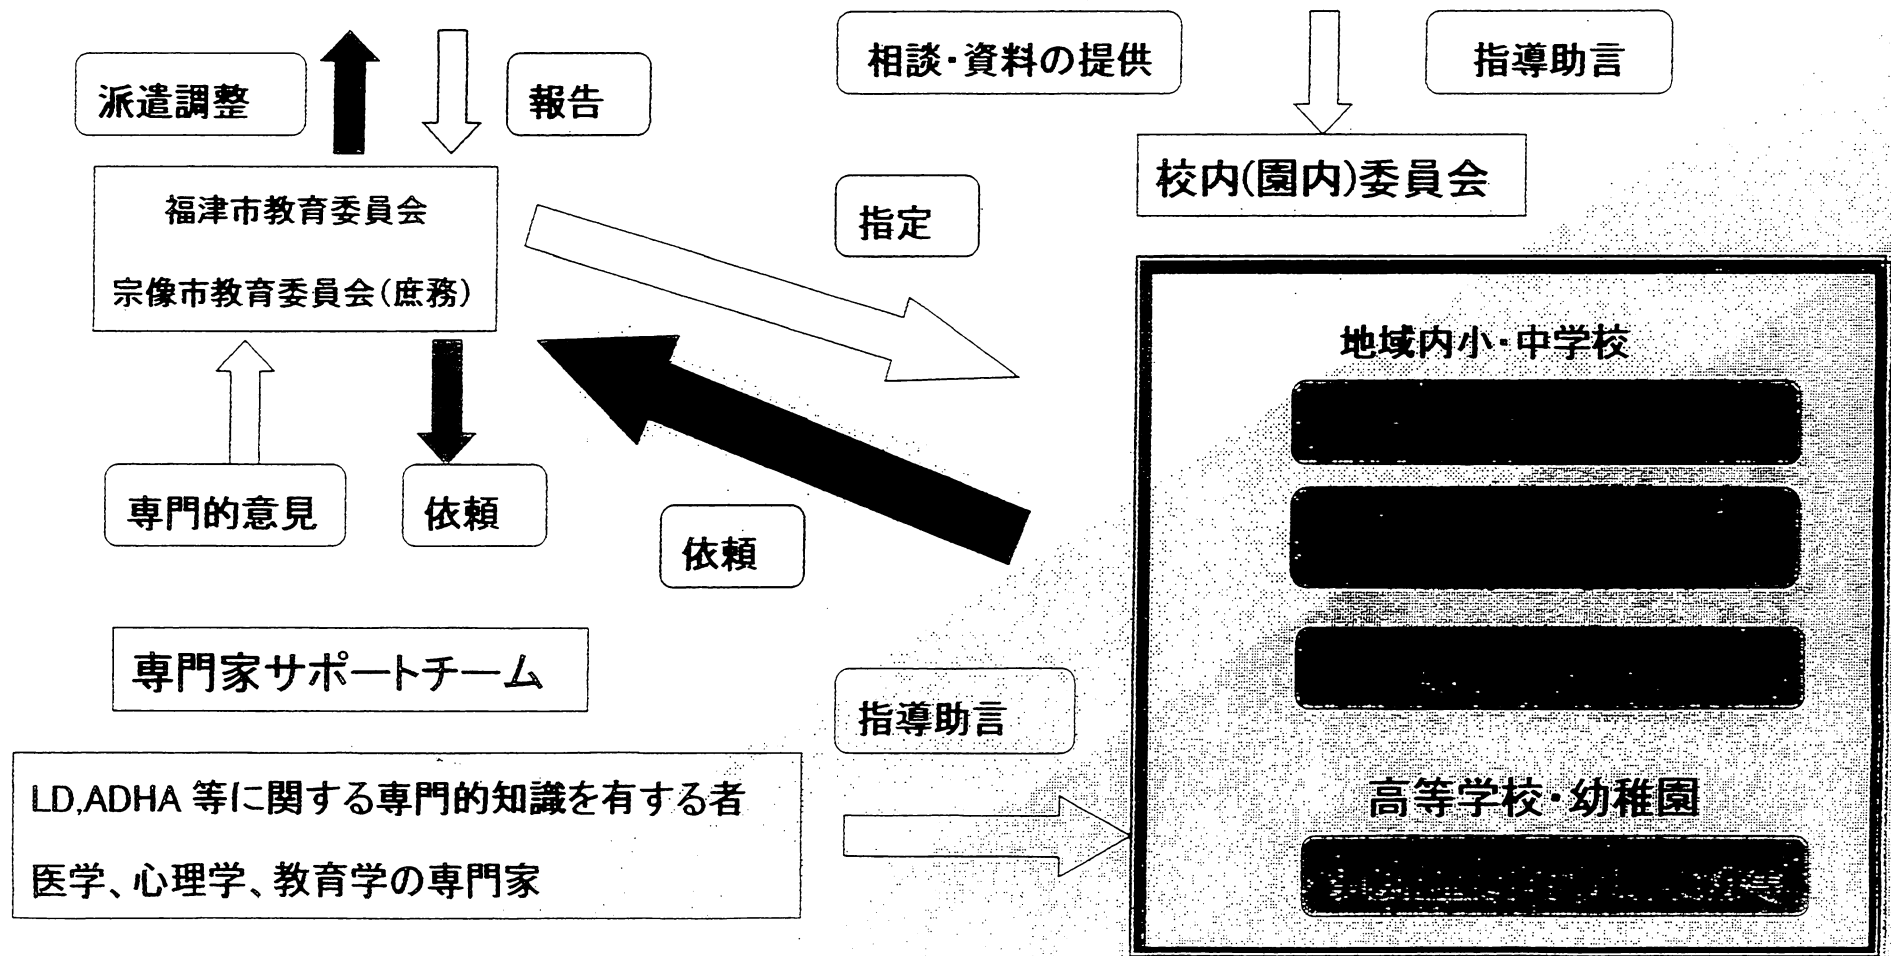 相談・資料の提供
指導助言
派遣調整
報告
校内(園内)委員会
福津市教育委員会
宗像市教育委員会(庶務)
指定
地域内小・中学校
専門的意見
依頼
依頼
専門家サポートチーム
指導助言
LD,ADHA 等に関する専門的知識を有する者
医学、心理学、教育学の専門家
高等学校・幼稚園